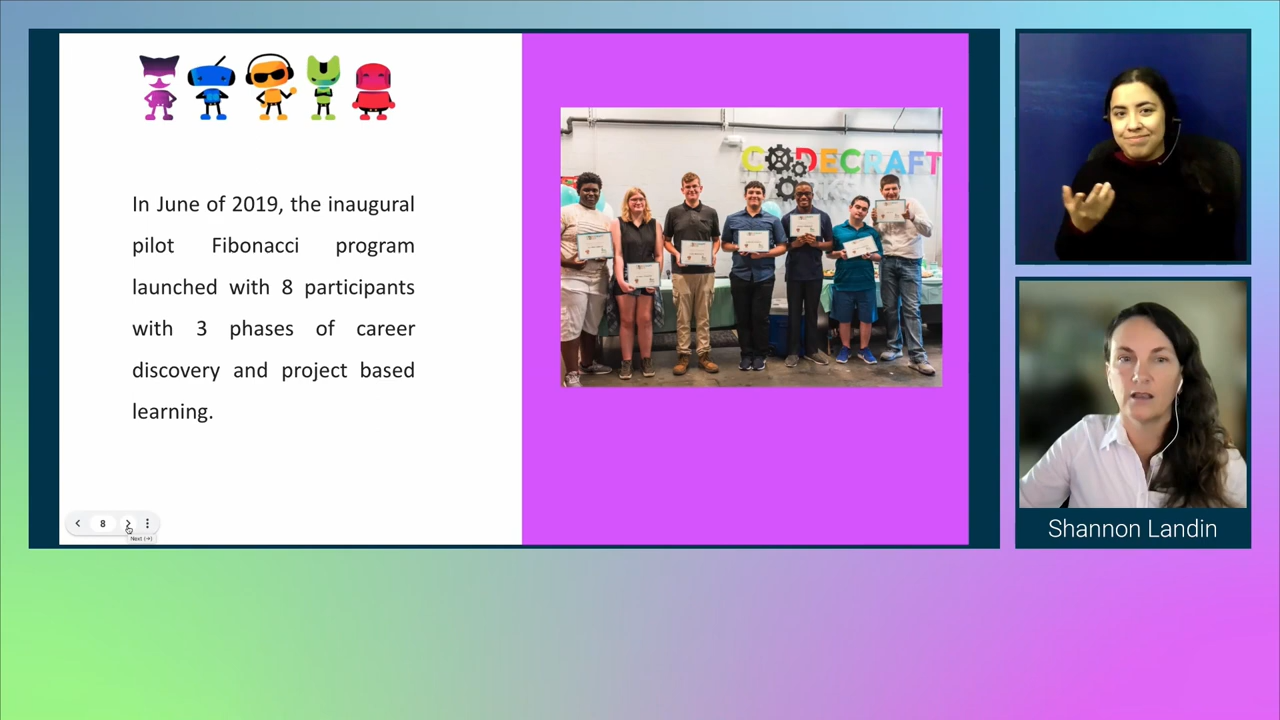 In June of 2019, the inaugural
pilot Fibonacci program
launched with 8 participants
with 3 phases of career
discovery and project based
learning.
8
Next (→)
CODECRAFT
Shannon Landin